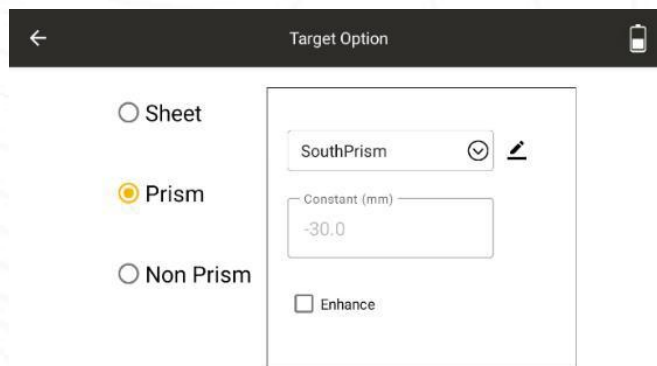 Target Option
Sheet
Prism
Non Prism
SouthPrism
Constant (mm)
-30.0
Enhance